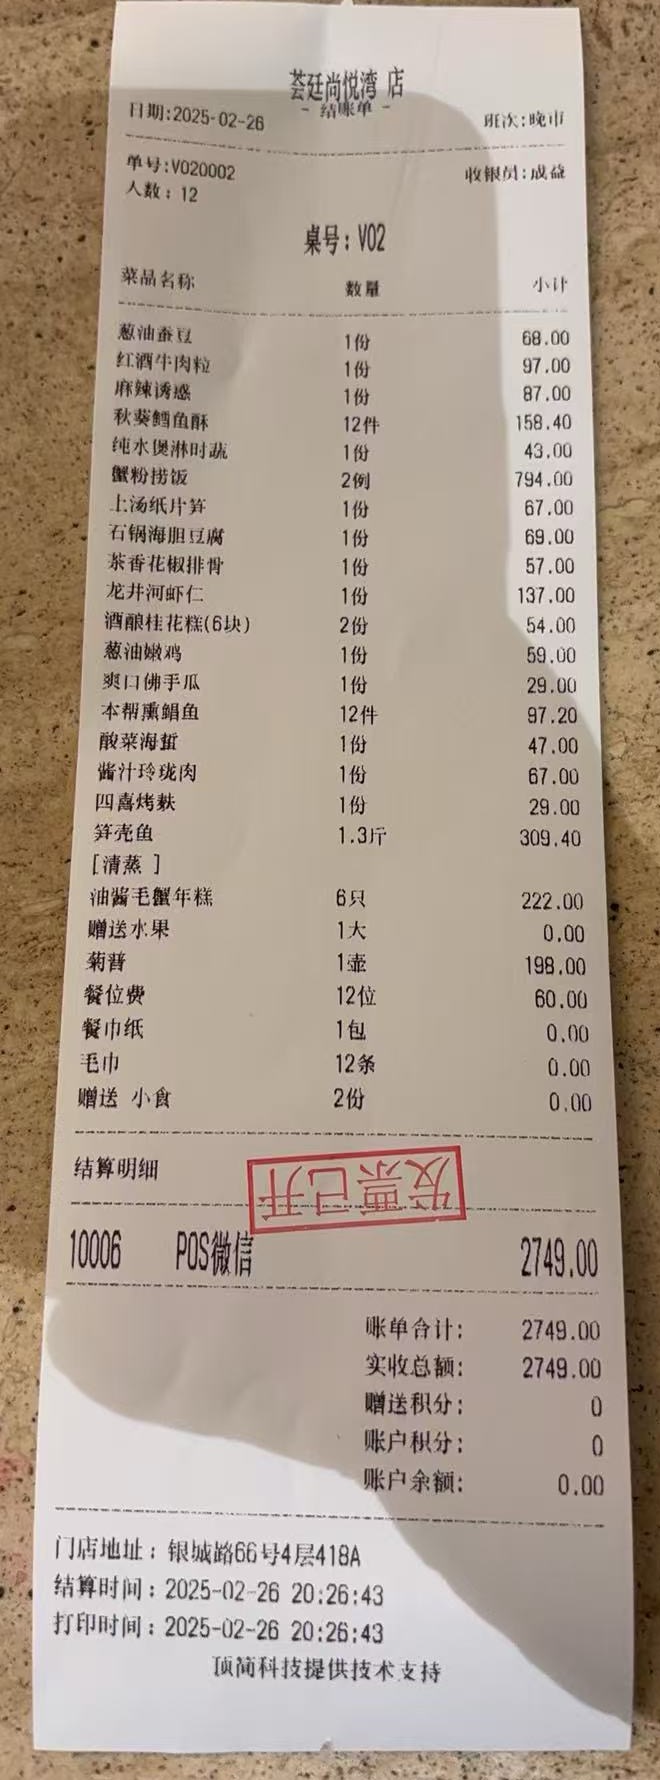 荟廷尚悦湾 店
- 结账单 -
日期:2025-02-26 班次:晚市
单号:V020002 收银员:成益
人数: 12
桌号: V02
菜品名称 数量 小计
葱油蚕豆 1份 68.00
红酒牛肉粒 1份 97.00
麻辣诱惑 1份 87.00
秋葵鳕鱼酥 12件 158.40
纯水煲淋时蔬 1份 43.00
蟹粉捞饭 2例 794.00
上汤纸片笋 1份 67.00
石锅海胆豆腐 1份 69.00
茶香花椒排骨 1份 57.00
龙井河虾仁 1份 137.00
酒酿桂花糕(6块) 2份 54.00
葱油嫩鸡 1份 59.00
爽口佛手瓜 1份 29.00
本帮熏鲳鱼 12件 97.20
酸菜海蜇 1份 47.00
酱汁玲珑肉 1份 67.00
四喜烤麸 1份 29.00
笋壳鱼 1.3斤 309.40
[清蒸 ]
油酱毛蟹年糕 6只 222.00
赠送水果 1大 0.00
菊普 1壶 198.00
餐位费 12位 60.00
餐巾纸 1包 0.00
毛巾 12条 0.00
赠送 小食 2份 0.00
结算明细
发票已开
10006 POS微信 2749.00
账单合计: 2749.00
实收总额: 2749.00
赠送积分: 0
账户积分: 0
账户余额: 0.00
门店地址: 银城路66号4层418A
结算时间: 2025-02-26 20:26:43
打印时间: 2025-02-26 20:26:43
顶简科技提供技术支持